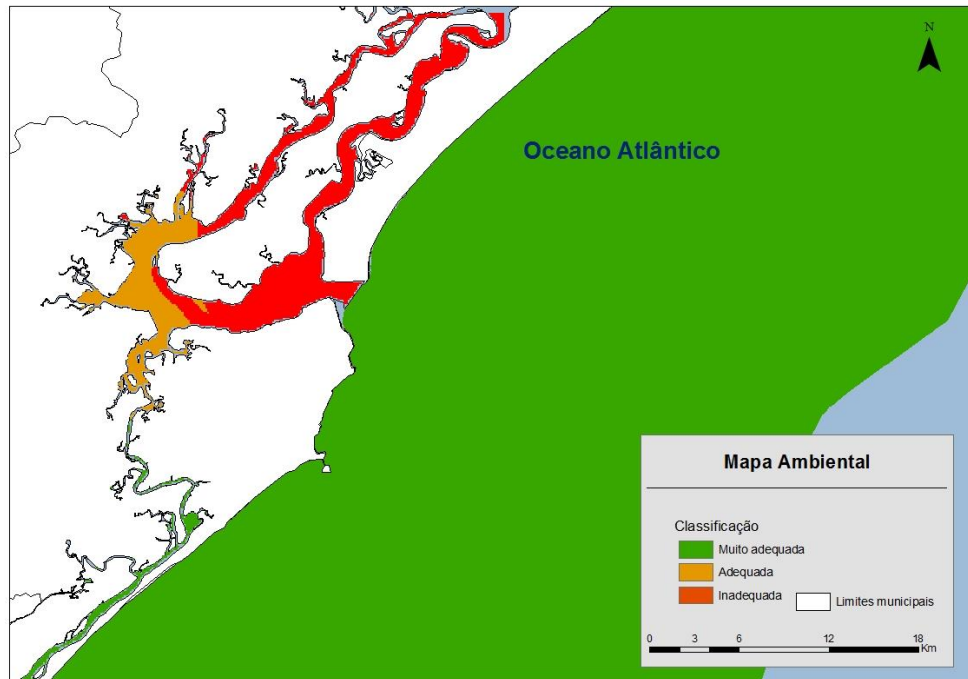 N
Oceano Atlântico
Mapa Ambiental
Classificação
Muito adequada
Adequada
Inadequada
Limites municipais
0 3 6 12 18
Km